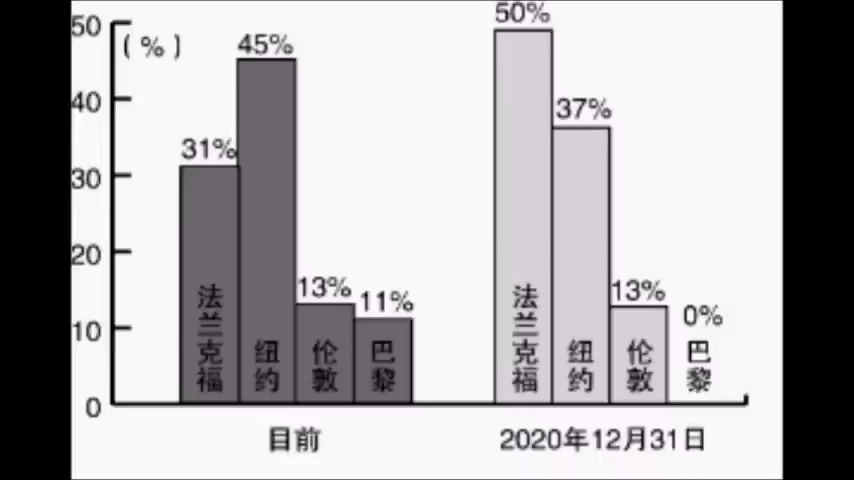 50
( % )
40
30
20
10
0
31%
45%
13%
11%
50%
37%
13%
0%
法兰克福
纽约
伦敦
巴黎
法兰克福
纽约
伦敦
巴黎
目前
2020年12月31日